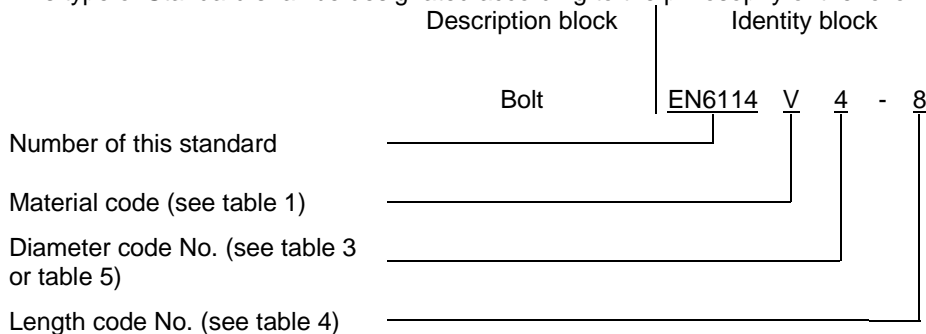 Description block Identity block
Bolt EN6114 V 4 - 8
Number of this standard
Material code (see table 1)
Diameter code No. (see table 3
or table 5)
Length code No. (see table 4)